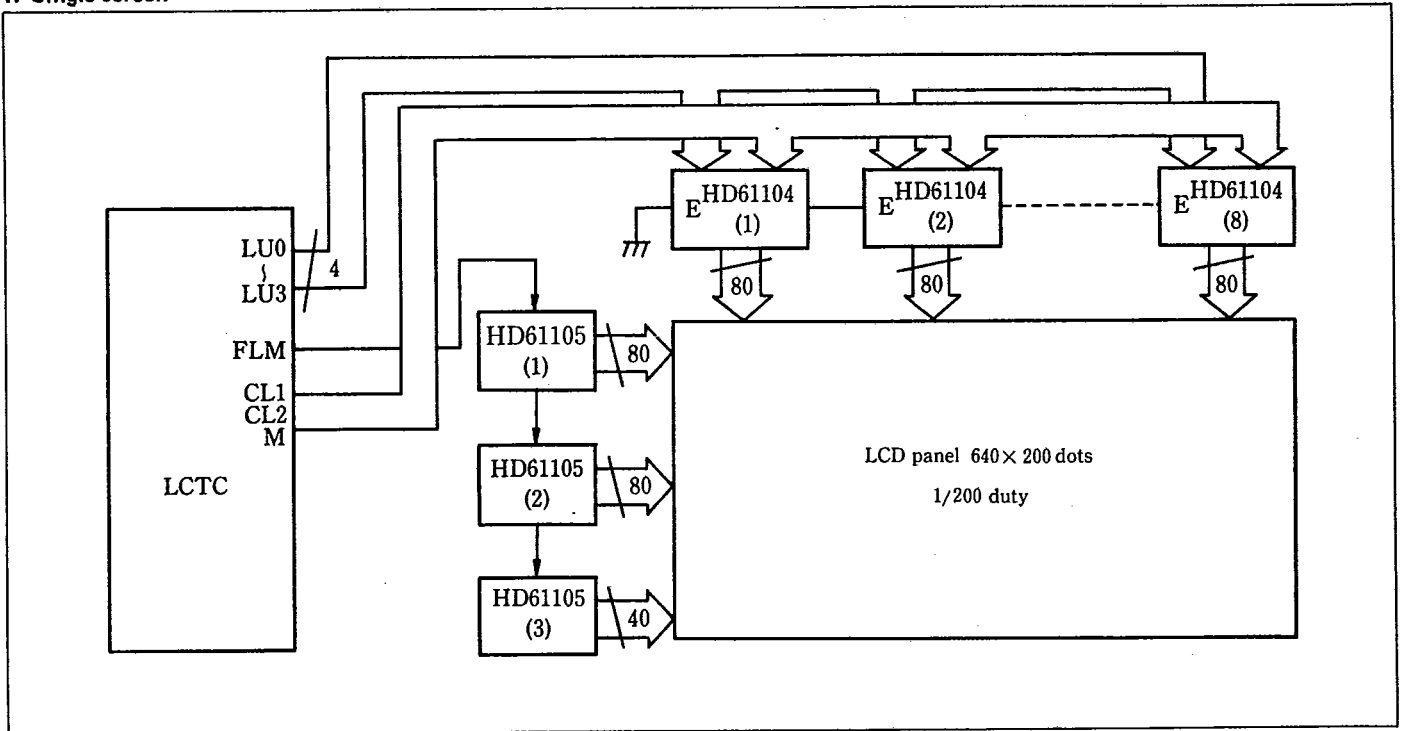 LU0
~
LU3
4
FLM
CL1
CL2
M
LCTC
E HD61104
(1)
E HD61104
(2)
E HD61104
(8)
80
80
80
HD61105
(1)
80
HD61105
(2)
80
HD61105
(3)
40
LCD panel 640× 200 dots
1/200 duty